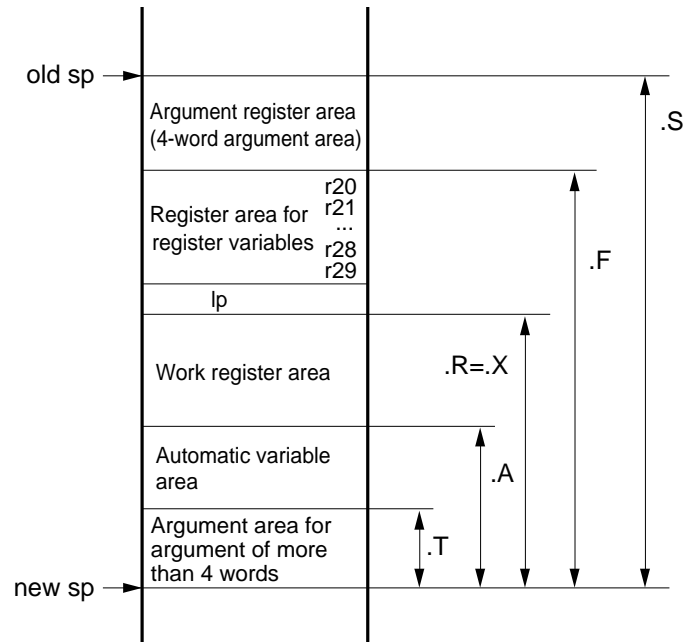 old sp
Argument register area
(4-word argument area)
.S
r20
r21
...
r28
r29
Register area for
register variables
.F
lp
Work register area
.R=.X
Automatic variable
area
.A
Argument area for
argument of more
than 4 words
.T
new sp